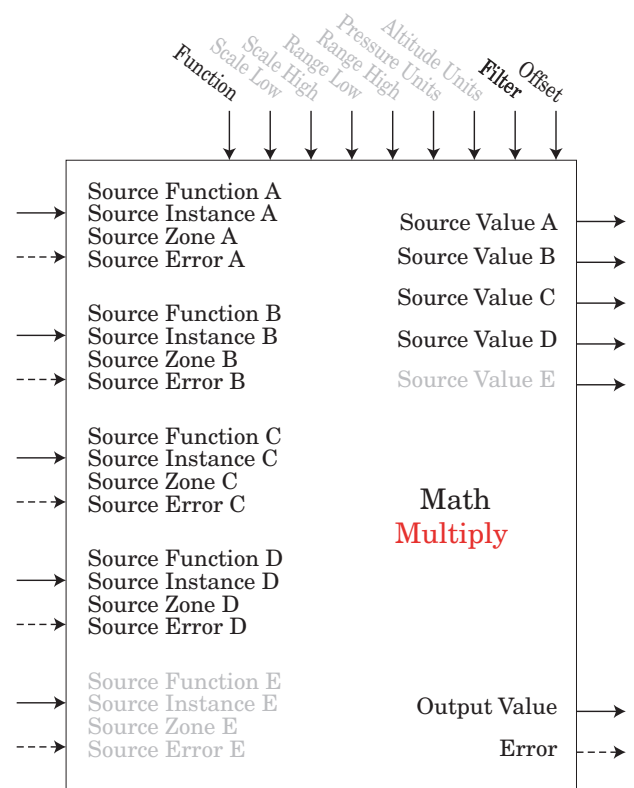 Function
Scale Low
Scale High
Range Low
Range High
Pressure Units
Altitude Units
Filter
Offset
Source Function A
Source Instance A
Source Zone A
Source Error A
Source Function B
Source Instance B
Source Zone B
Source Error B
Source Function C
Source Instance C
Source Zone C
Source Error C
Source Function D
Source Instance D
Source Zone D
Source Error D
Source Function E
Source Instance E
Source Zone E
Source Error E
Source Value A
Source Value B
Source Value C
Source Value D
Source Value E
Math
Multiply
Output Value
Error